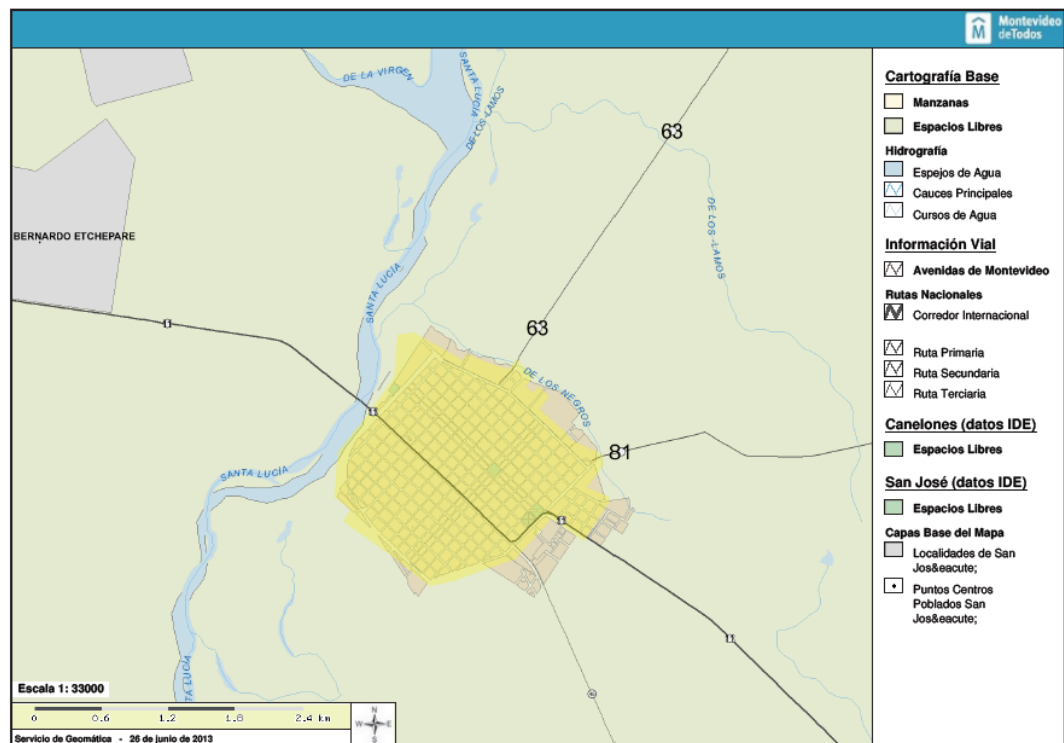 Montevideo
deTodos
DE LA VIRGEN
SANTA LUCÍA
DE-LOS-LAMOS
63
DE LOS-LAMOS
BERNARDO ETCHEPARE
SANTA LUCÍA
63
DE LOS NEGROS
81
SANTA LUCÍA
Escala 1: 33000
0 0.6 1.2 1.8 2.4 km
N
W E
S
Servicio de Geomática - 26 de junio de 2013
Cartografía Base
Manzanas
Espacios Libres
Hidrografía
Espejos de Agua
Cauces Principales
Cursos de Agua
Información Vial
Avenidas de Montevideo
Rutas Nacionales
Corredor Internacional
Ruta Primaria
Ruta Secundaria
Ruta Terciaria
Canelones (datos IDE)
Espacios Libres
San José (datos IDE)
Espacios Libres
Capas Base del Mapa
Localidades de San
Jos&eacute;
Puntos Centros
Poblados San
Jos&eacute;